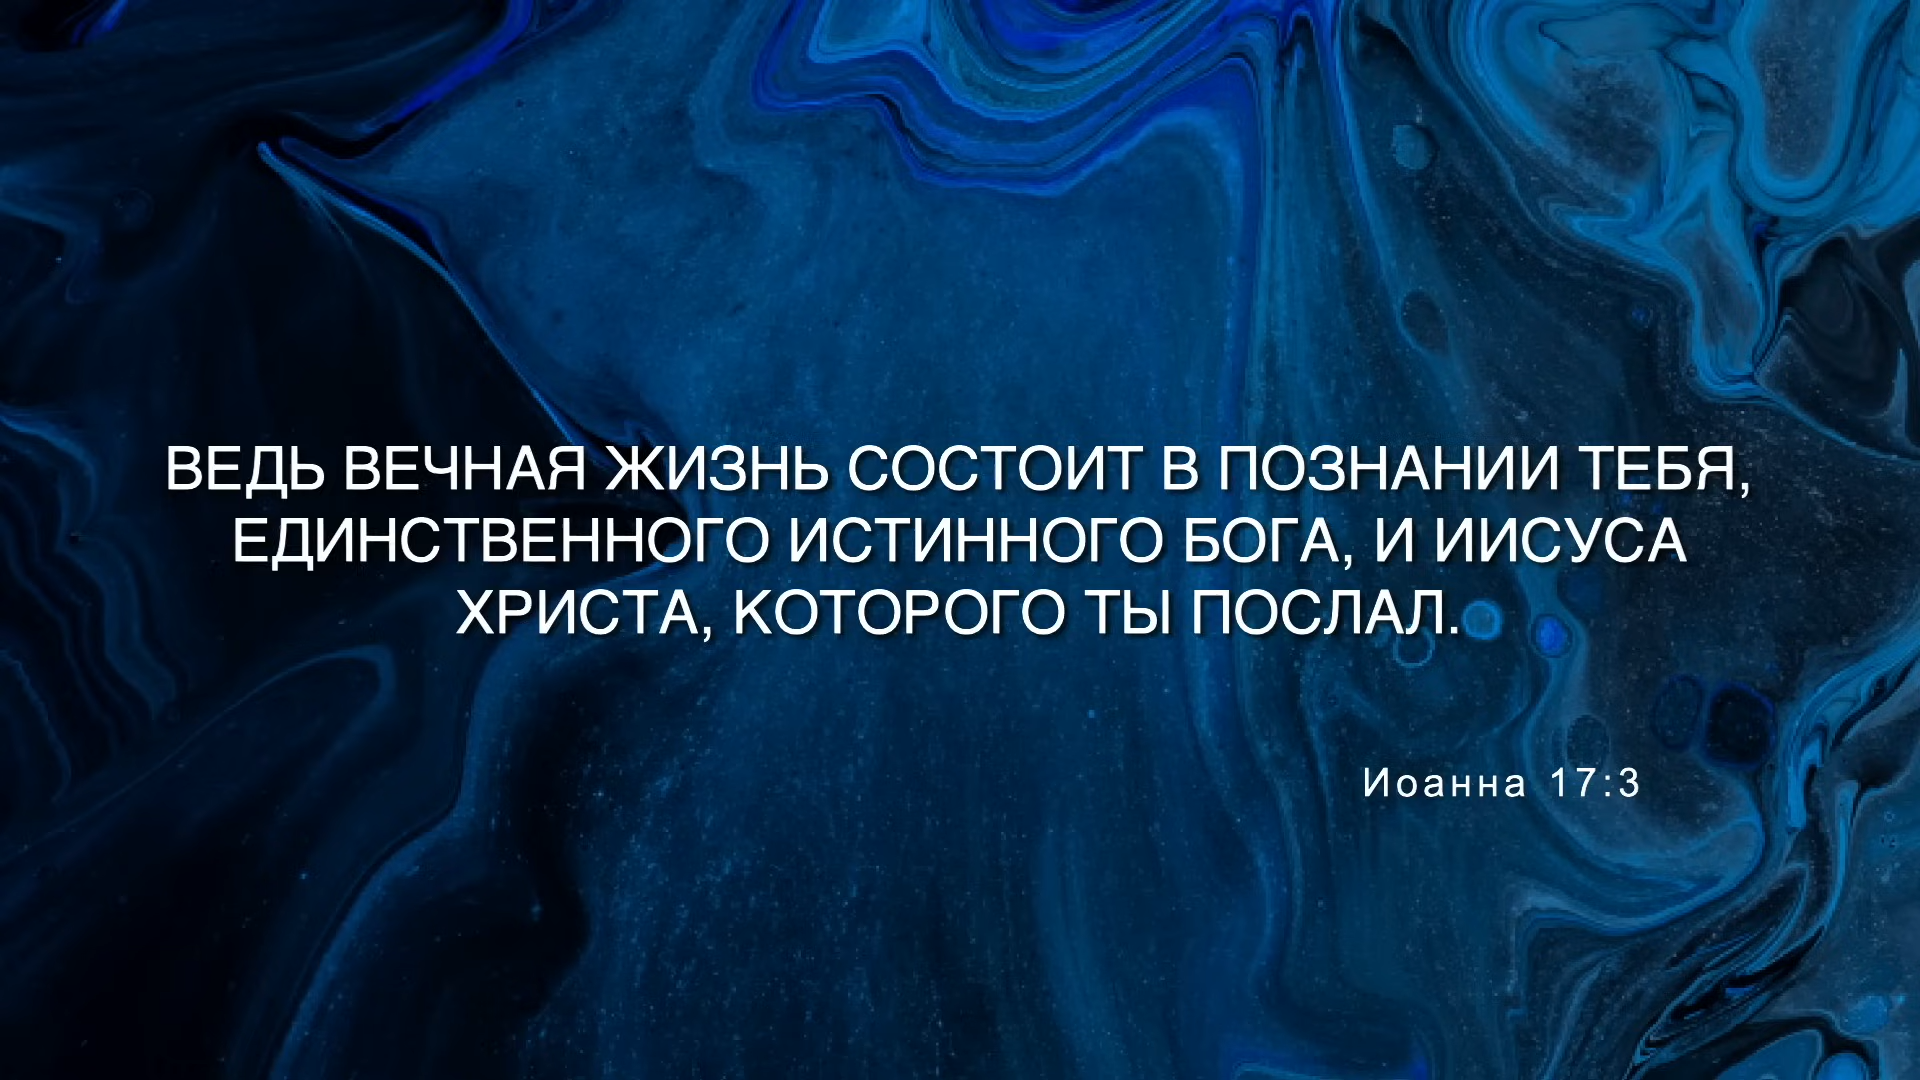 ВЕДЬ ВЕЧНАЯ ЖИЗНЬ СОСТОИТ В ПОЗНАНИИ ТЕБЯ,
ЕДИНСТВЕННОГО ИСТИННОГО БОГА, И ИИСУСА
ХРИСТА, КОТОРОГО ТЫ ПОСЛАЛ.
Иоанна 17:3